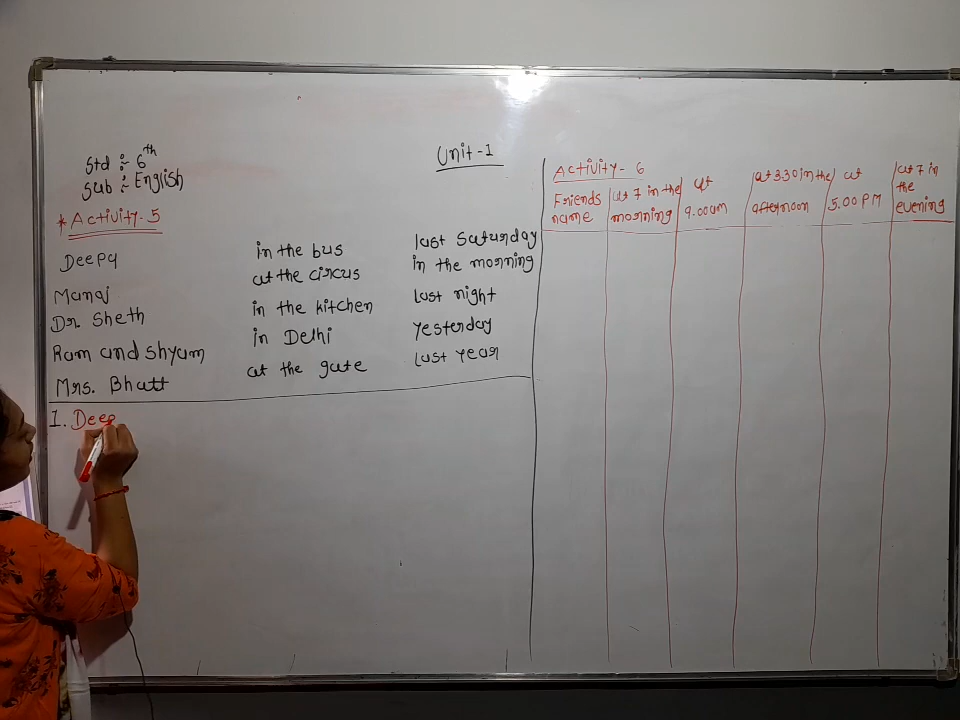 Std :- 6th
Sub :- English
Unit-1
* Activity-5
Deepa
Manoj
Dr. Sheth
Ram and Shyam
Mrs. Bhatt
in the bus
at the circus
in the kitchen
in Delhi
at the gate
last Saturday
in the morning
last night
yesterday
last year
1. Deep
Activity-6
Friends
name
at 7 in the
morning
at
9.00am
at 3:30 in the
afternoon
at
5.00 PM
at 7 in
the
evening